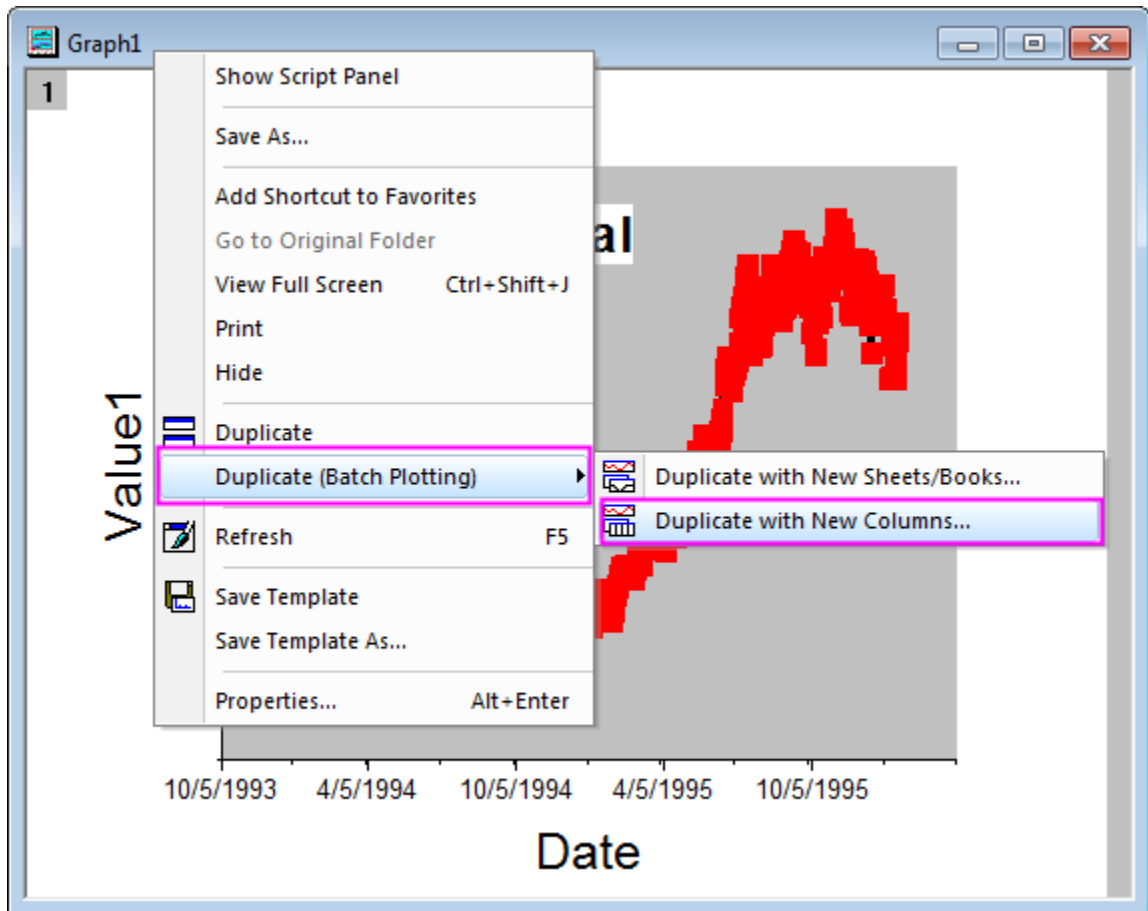 Graph1
1
Show Script Panel
Save As...
Add Shortcut to Favorites
Go to Original Folder
View Full Screen Ctrl+Shift+J
Print
Hide
Duplicate
Duplicate (Batch Plotting)
Duplicate with New Sheets/Books...
Duplicate with New Columns...
Refresh F5
Save Template
Save Template As...
Properties... Alt+Enter
al
Value1
10/5/1993 4/5/1994 10/5/1994 4/5/1995 10/5/1995
Date